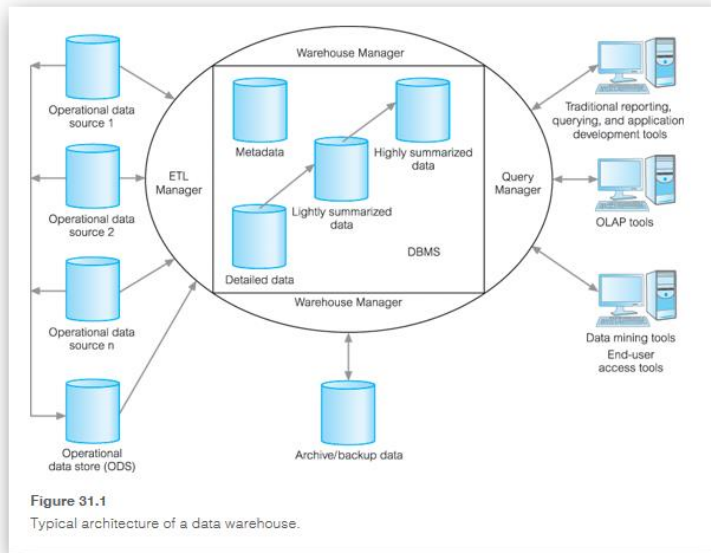 Warehouse Manager
Operational data
source 1
Metadata
Highly summarized
data
Traditional reporting,
querying, and application
development tools
ETL
Manager
Query
Manager
Operational data
source 2
Lightly summarized
data
OLAP tools
DBMS
Detailed data
Warehouse Manager
Operational data
source n
Data mining tools
End-user
access tools
Operational
data store (ODS)
Archive/backup data
Figure 31.1
Typical architecture of a data warehouse.